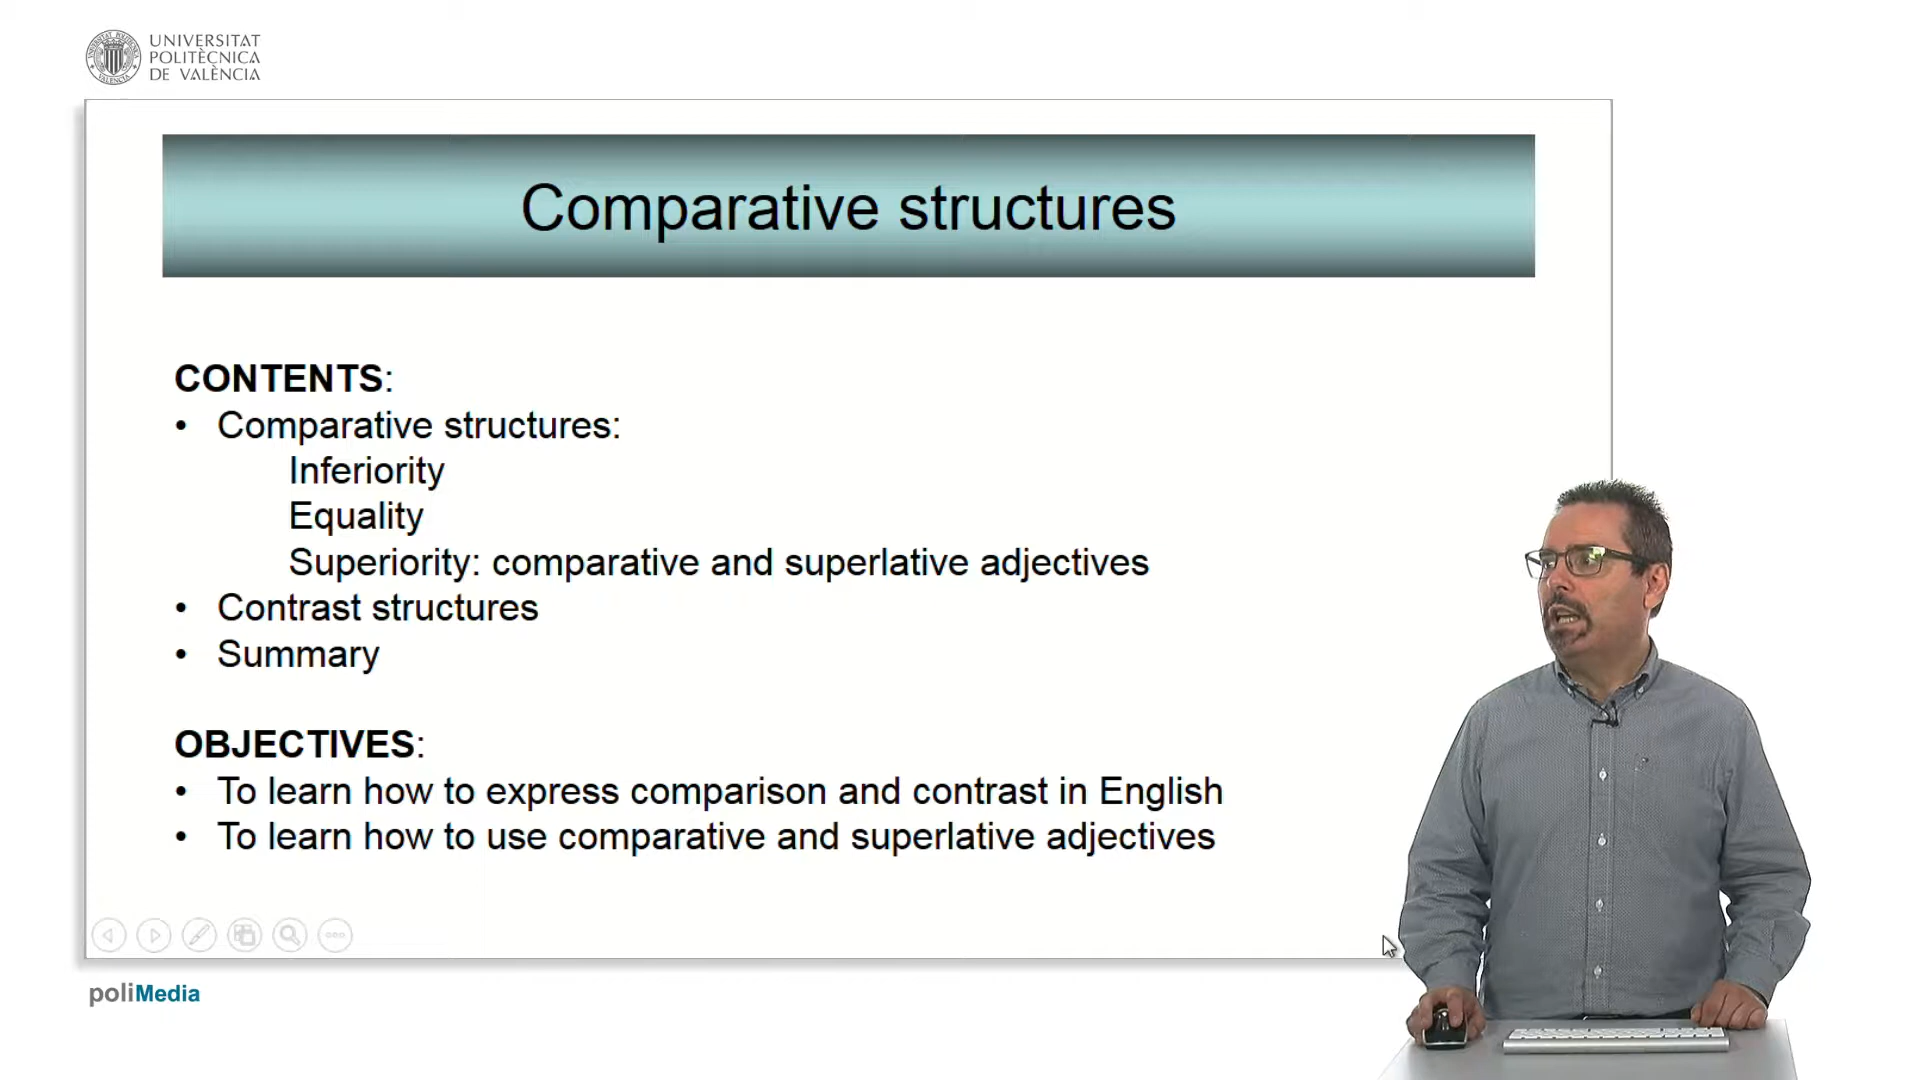 UNIVERSITAT
POLITÈCNICA
DE VALÈNCIA
Comparative structures
CONTENTS:
• Comparative structures:
Inferiority
Equality
Superiority: comparative and superlative adjectives
• Contrast structures
• Summary
OBJECTIVES:
• To learn how to express comparison and contrast in English
• To learn how to use comparative and superlative adjectives
poliMedia